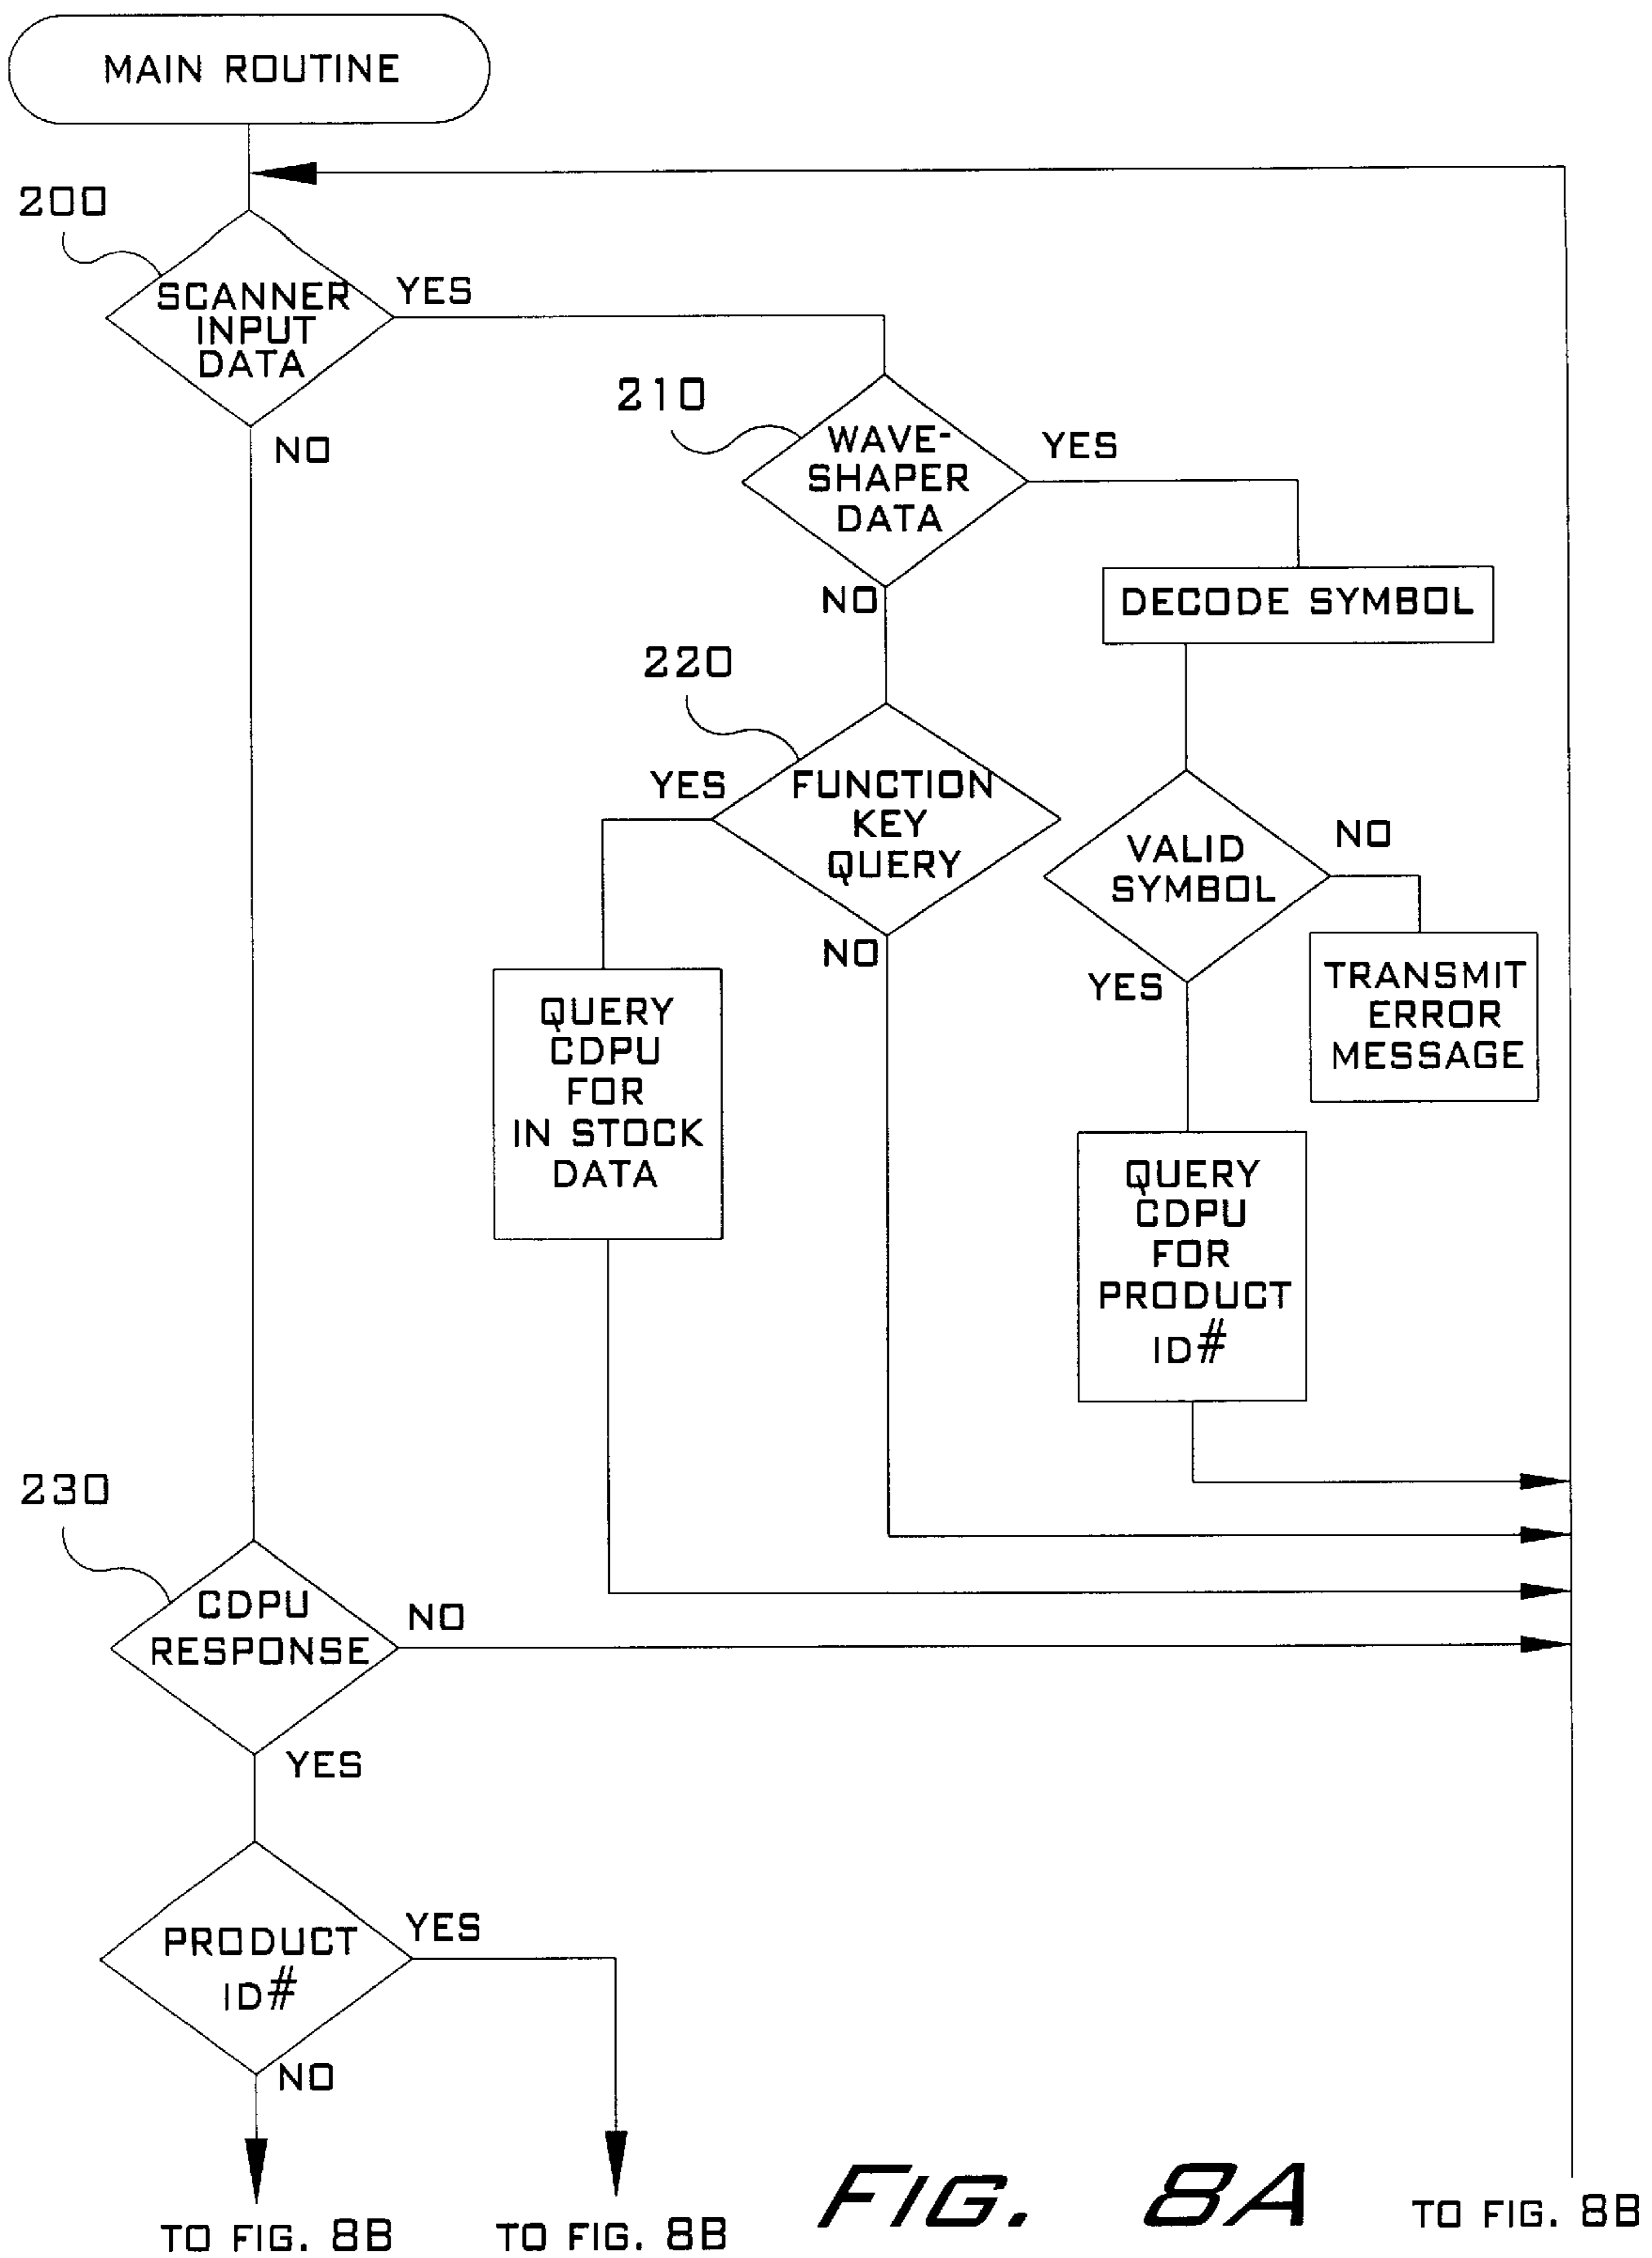 MAIN ROUTINE
200
SCANNER
INPUT
DATA
YES
NO
210
WAVE-
SHAPER
DATA
YES
NO
DECODE SYMBOL
220
YES
FUNCTION
KEY
QUERY
NO
VALID
SYMBOL
NO
YES
TRANSMIT
ERROR
MESSAGE
QUERY
CDPU
FOR
IN STOCK
DATA
QUERY
CDPU
FOR
PRODUCT
ID#
230
CDPU
RESPONSE
NO
YES
PRODUCT
ID#
YES
NO
TO FIG. 8B
TO FIG. 8B
FIG. 8A
TO FIG. 8B